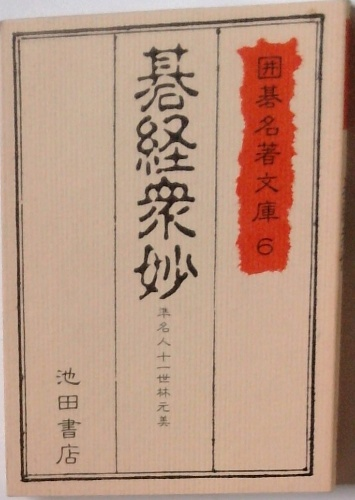 囲碁名著文庫6
碁経衆妙
準名人十一世林元美
池田書店